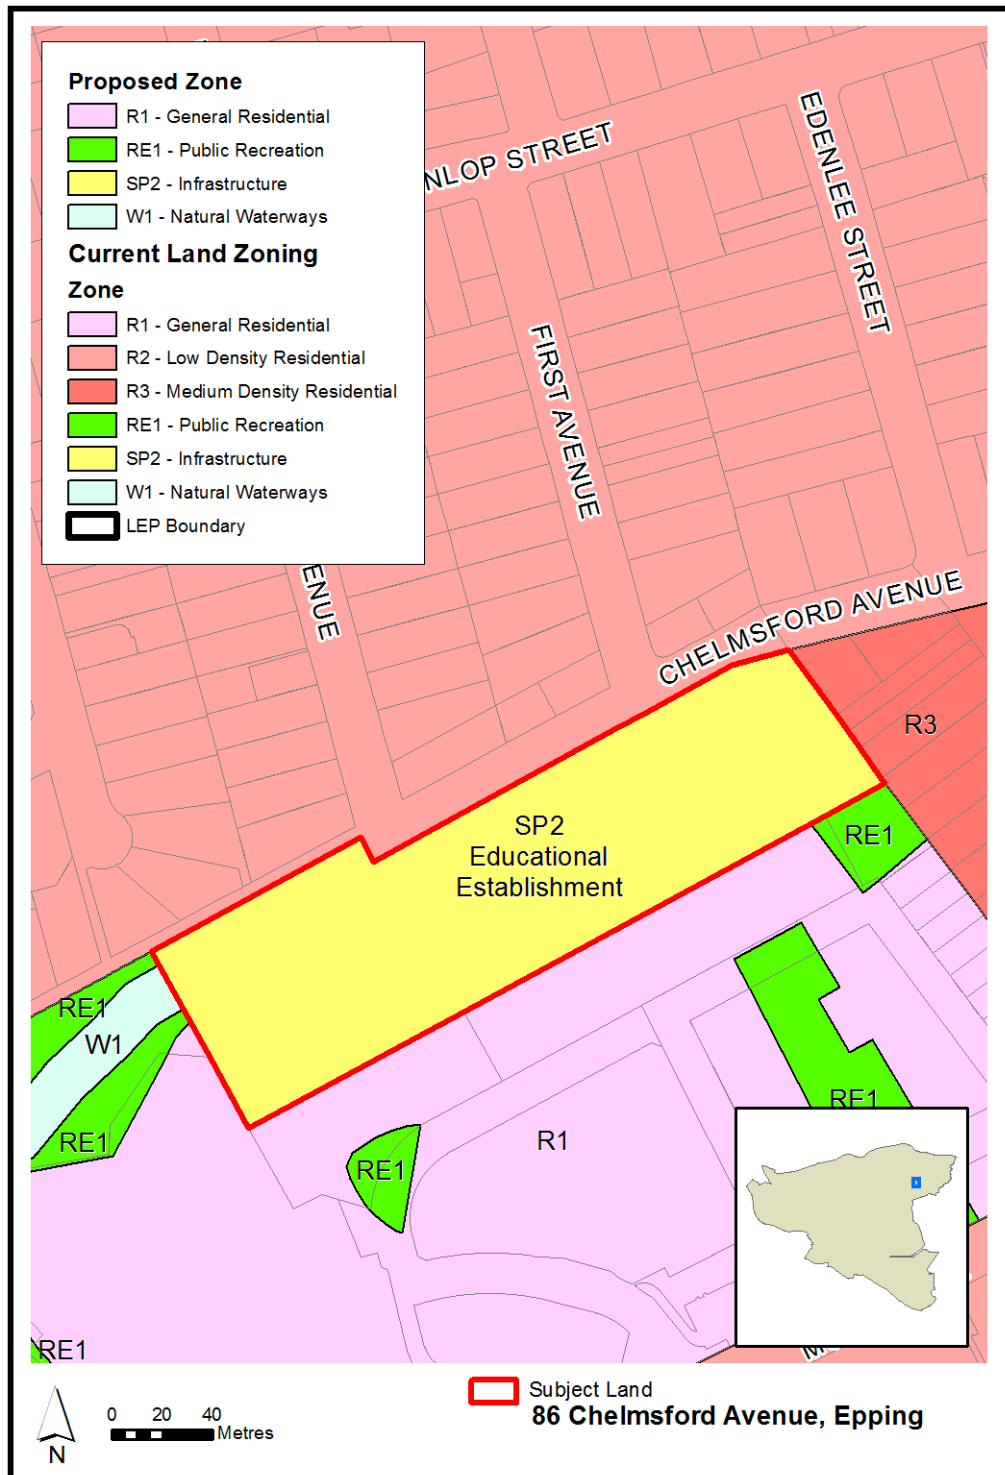 Proposed Zone
R1 - General Residential
RE1 - Public Recreation
SP2 - Infrastructure
W1 - Natural Waterways
Current Land Zoning
Zone
R1 - General Residential
R2 - Low Density Residential
R3 - Medium Density Residential
RE1 - Public Recreation
SP2 - Infrastructure
W1 - Natural Waterways
LEP Boundary
NLOP STREET
EDENLEE STREET
FIRST AVENUE
ENUE
CHELMSFORD AVENUE
R3
SP2
Educational
Establishment
RE1
RE1
W1
RE1
RE1
R1
RE1
RE1
Subject Land
86 Chelmsford Avenue, Epping
0 20 40
Metres
N